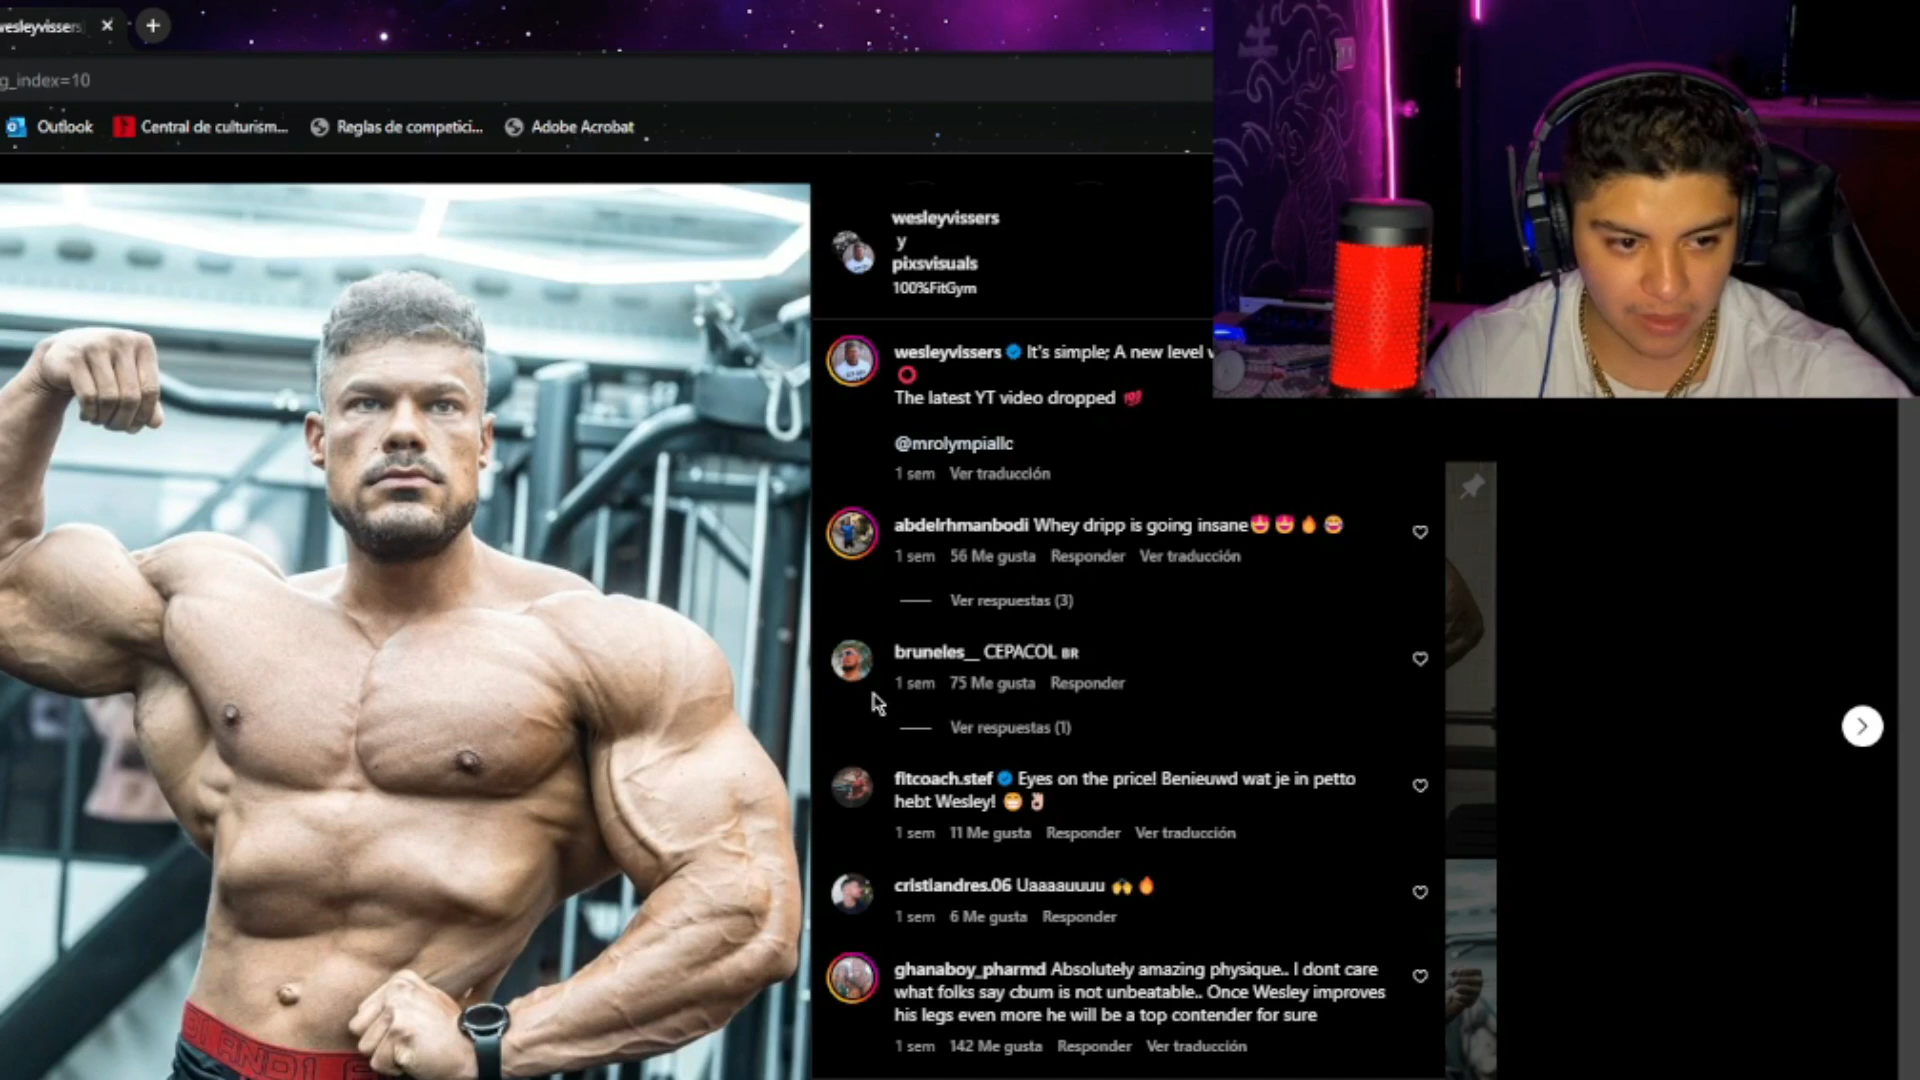 wesleyvissers
g_index=10
Outlook
Central de culturism...
Reglas de competici...
Adobe Acrobat
wesleyvissers
y
pixsvisuals
100%FitGym
wesleyvissers It's simple; A new level
⭕
The latest YT video dropped 💯
@mrolympiallc
1 sem Ver traducción
abdelrhmanbodi Whey dripp is going insane😍😍🔥😂
1 sem 56 Me gusta Responder Ver traducción
Ver respuestas (3)
bruneles__ CEPACOL BR
1 sem 75 Me gusta Responder
Ver respuestas (1)
fitcoach.stef Eyes on the price! Benieuwd wat je in petto
hebt Wesley! 😁👌🏻
1 sem 11 Me gusta Responder Ver traducción
cristiandres.06 Uaaaauuuu 🙌🔥
1 sem 6 Me gusta Responder
ghanaboy_pharmd Absolutely amazing physique.. I dont care
what folks say cbum is not unbeatable.. Once Wesley improves
his legs even more he will be a top contender for sure
1 sem 142 Me gusta Responder Ver traducción